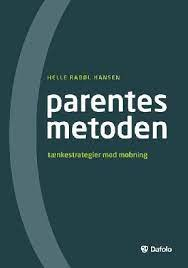 HELLE RABØL HANSEN
parentes
metoden
tænkestrategier mod mobning
Dafolo